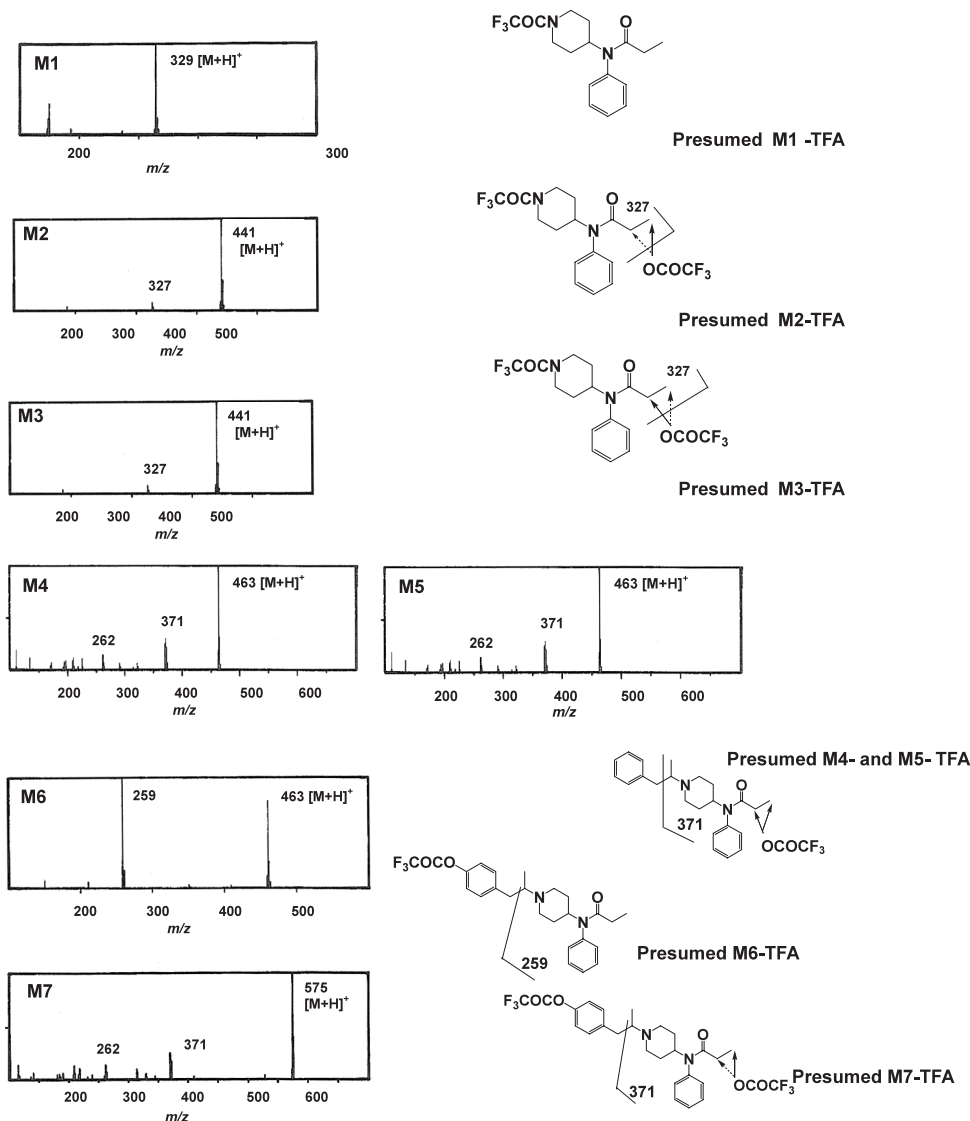 M1
329 [M+H]+
200
300
m/z
F3COCN
O
N
Presumed M1 -TFA
M2
441
[M+H]+
327
200
300
400
500
m/z
F3COCN
O
327
N
OCOCF3
Presumed M2-TFA
M3
441
[M+H]+
327
200
300
400
500
m/z
F3COCN
O
327
N
OCOCF3
Presumed M3-TFA
M4
463 [M+H]+
371
262
200
300
400
500
600
m/z
M5
463 [M+H]+
371
262
200
300
400
500
600
m/z
Presumed M4- and M5- TFA
N
O
371
N
OCOCF3
M6
259
463 [M+H]+
200
300
400
500
m/z
F3COCO
N
O
N
259
Presumed M6-TFA
M7
575
[M+H]+
262
371
200
300
400
500
600
m/z
F3COCO
N
O
N
371
OCOCF3
Presumed M7-TFA